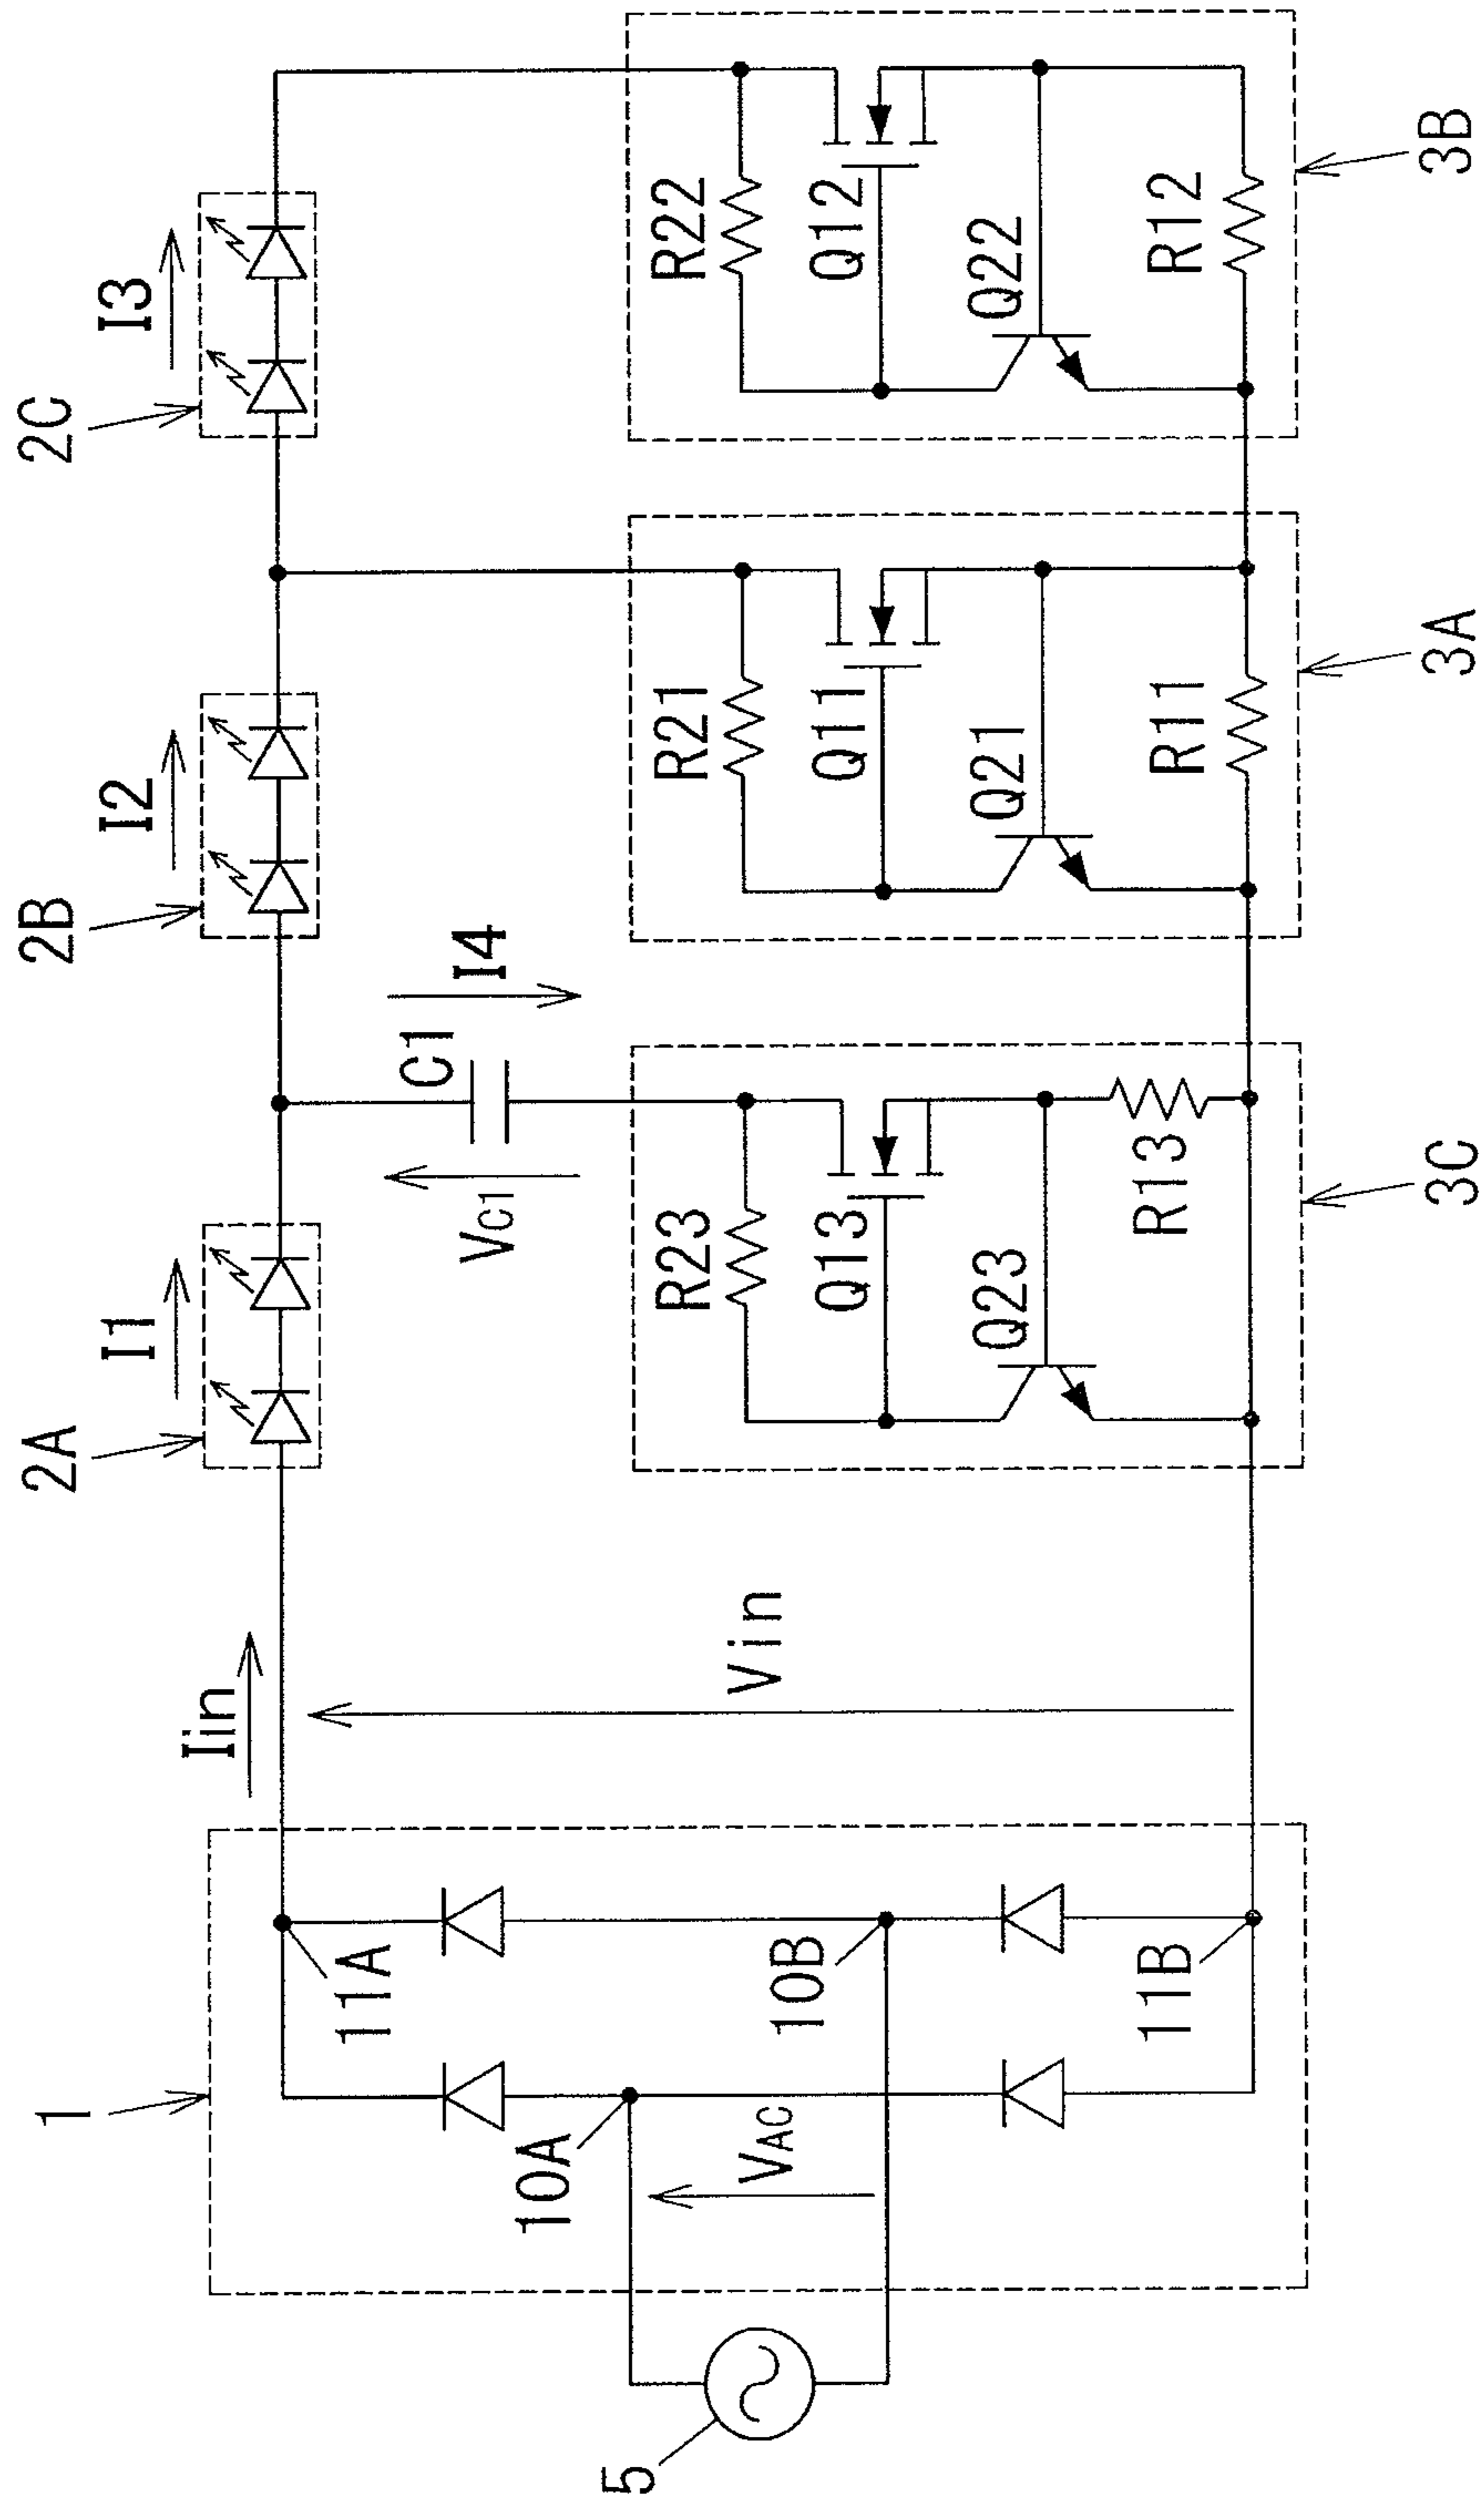 5
1
10A
VAC
10B
11A
11B
Iin
Vin
2A
I1
2B
I2
2C
I3
VC1
C1
I4
R23
Q13
Q23
R13
3C
R21
Q11
Q21
R11
3A
R22
Q12
Q22
R12
3B